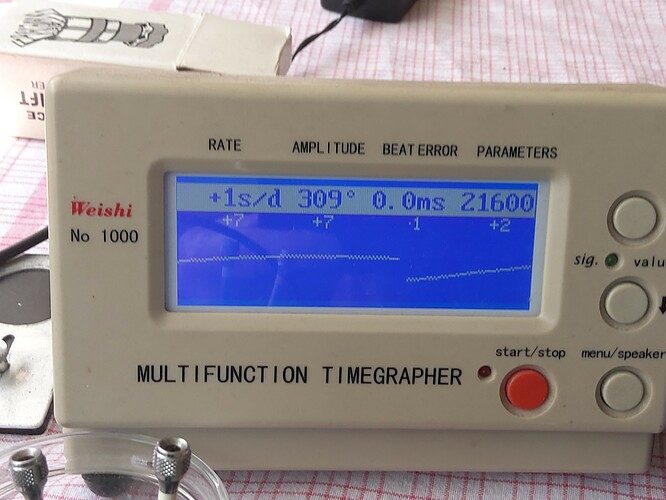 RATE AMPLITUDE BEAT ERROR PARAMETERS
+1s/d 309° 0.0ms 21600
+7 +7 -1 +2
Weishi
No 1000
sig. valu
start/stop menu/speaker
MULTIFUNCTION TIMEGRAPHER